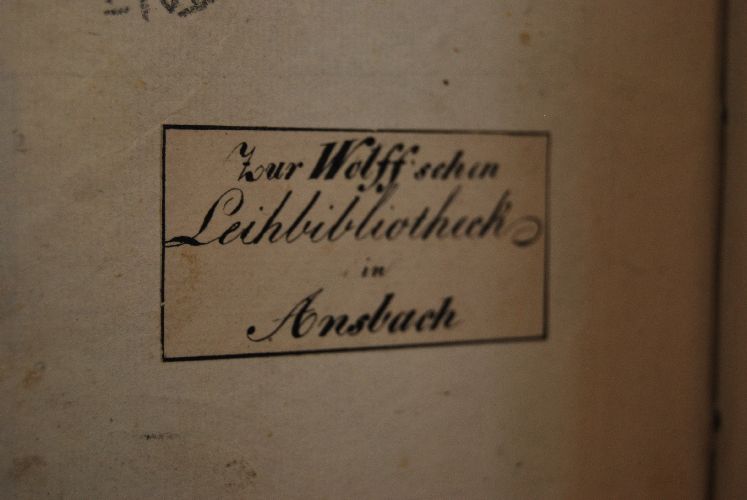 Zur Wolff'schen
Leihbibliotheck
in
Ansbach